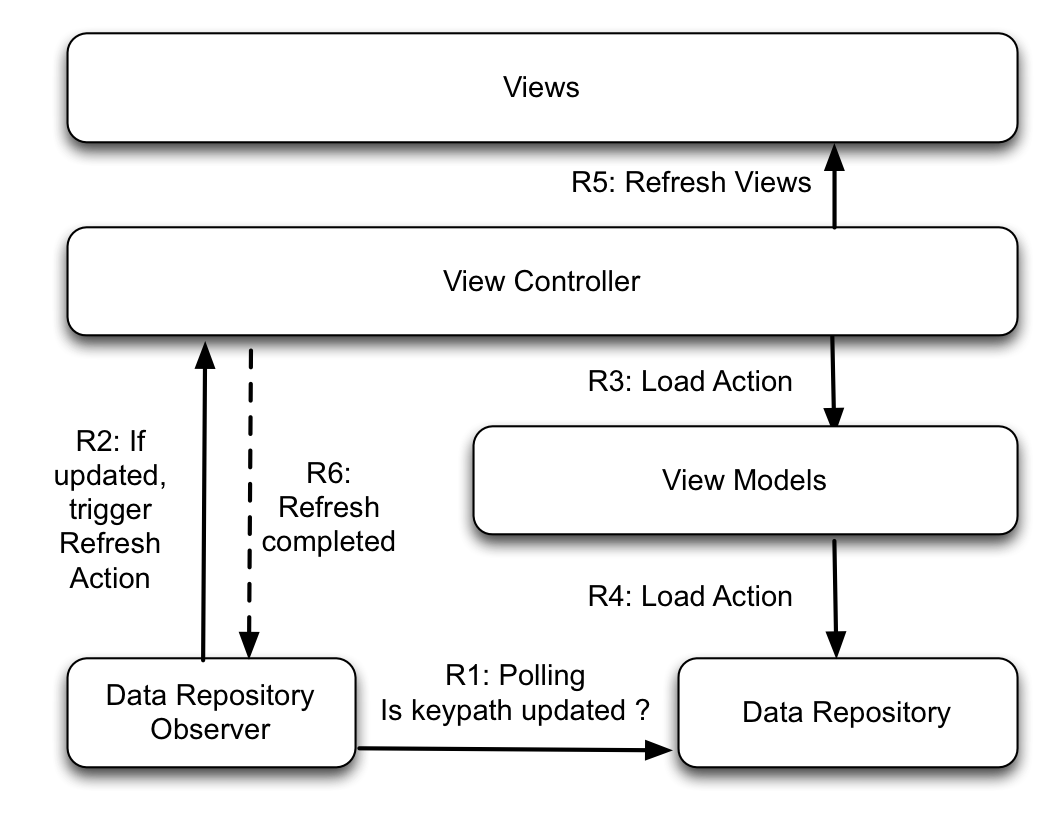 Views
R5: Refresh Views
View Controller
R3: Load Action
R2: If
updated,
trigger
Refresh
Action
R6:
Refresh
completed
View Models
R4: Load Action
Data Repository
Observer
R1: Polling
Is keypath updated ?
Data Repository